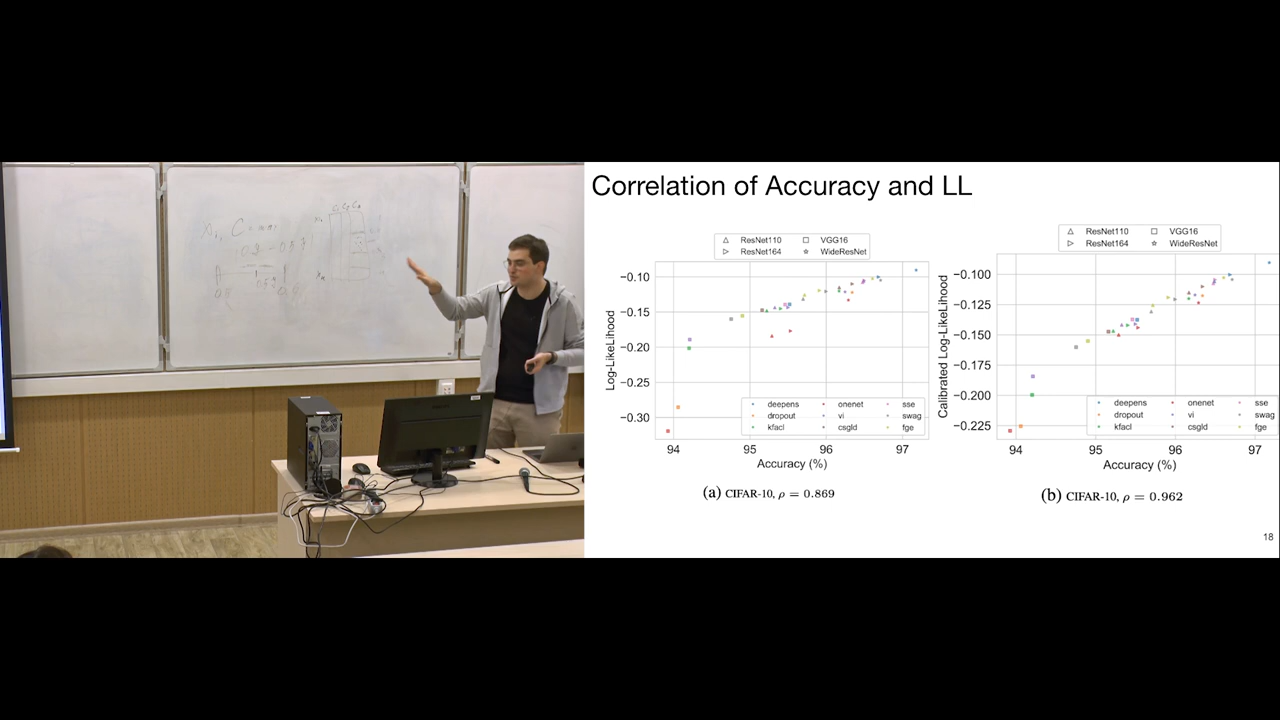 Correlation of Accuracy and LL
ResNet110 VGG16
ResNet164 WideResNet
−0.10
−0.15
−0.20
−0.25
−0.30
Log-LikeLihood
deepens onenet sse
dropout vi swag
kfacl csgld fge
94 95 96 97
Accuracy (%)
(a) CIFAR-10, ρ = 0.869
ResNet110 VGG16
ResNet164 WideResNet
−0.100
−0.125
−0.150
−0.175
−0.200
−0.225
Calibrated Log-LikeLihood
deepens onenet sse
dropout vi swag
kfacl csgld fge
94 95 96 97
Accuracy (%)
(b) CIFAR-10, ρ = 0.962
18